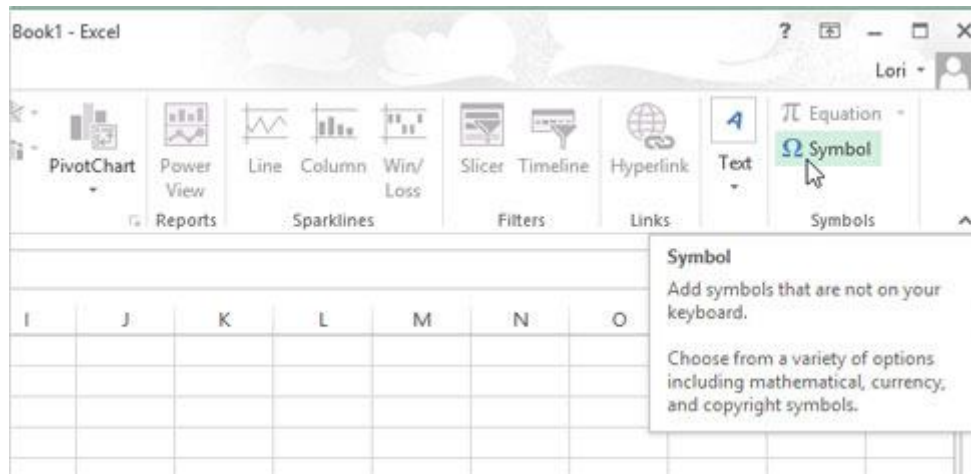 Book1 - Excel
?
Lori
PivotChart
Power
View
Line
Column
Win/
Loss
Slicer
Timeline
Hyperlink
A
Text
π Equation
Ω Symbol
Reports
Sparklines
Filters
Links
Symbols
Symbol
Add symbols that are not on your
keyboard.
Choose from a variety of options
including mathematical, currency,
and copyright symbols.
I J K L M N O